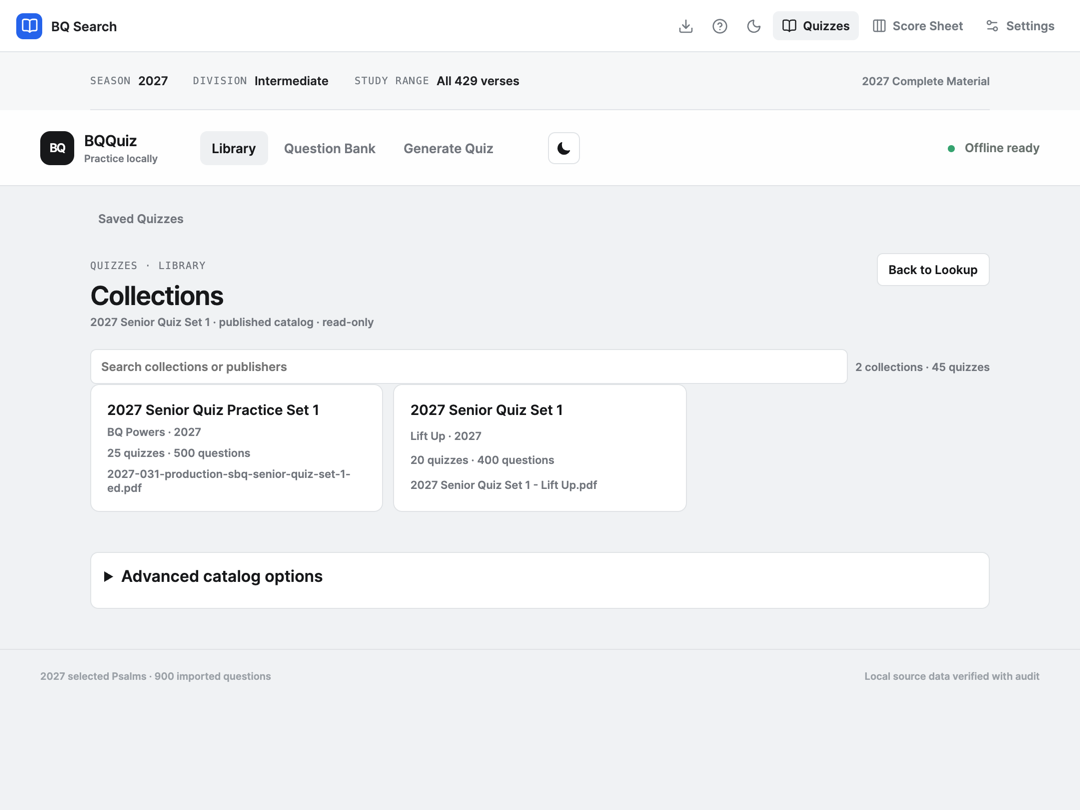 BQ Search
Quizzes
Score Sheet
Settings
SEASON 2027 DIVISION Intermediate STUDY RANGE All 429 verses
2027 Complete Material
BQ
BQQuiz
Practice locally
Library
Question Bank
Generate Quiz
Offline ready
Saved Quizzes
QUIZZES · LIBRARY
Back to Lookup
Collections
2027 Senior Quiz Set 1 · published catalog · read-only
Search collections or publishers
2 collections · 45 quizzes
2027 Senior Quiz Practice Set 1
BQ Powers · 2027
25 quizzes · 500 questions
2027-031-production-sbq-senior-quiz-set-1-
ed.pdf
2027 Senior Quiz Set 1
Lift Up · 2027
20 quizzes · 400 questions
2027 Senior Quiz Set 1 - Lift Up.pdf
Advanced catalog options
2027 selected Psalms · 900 imported questions
Local source data verified with audit